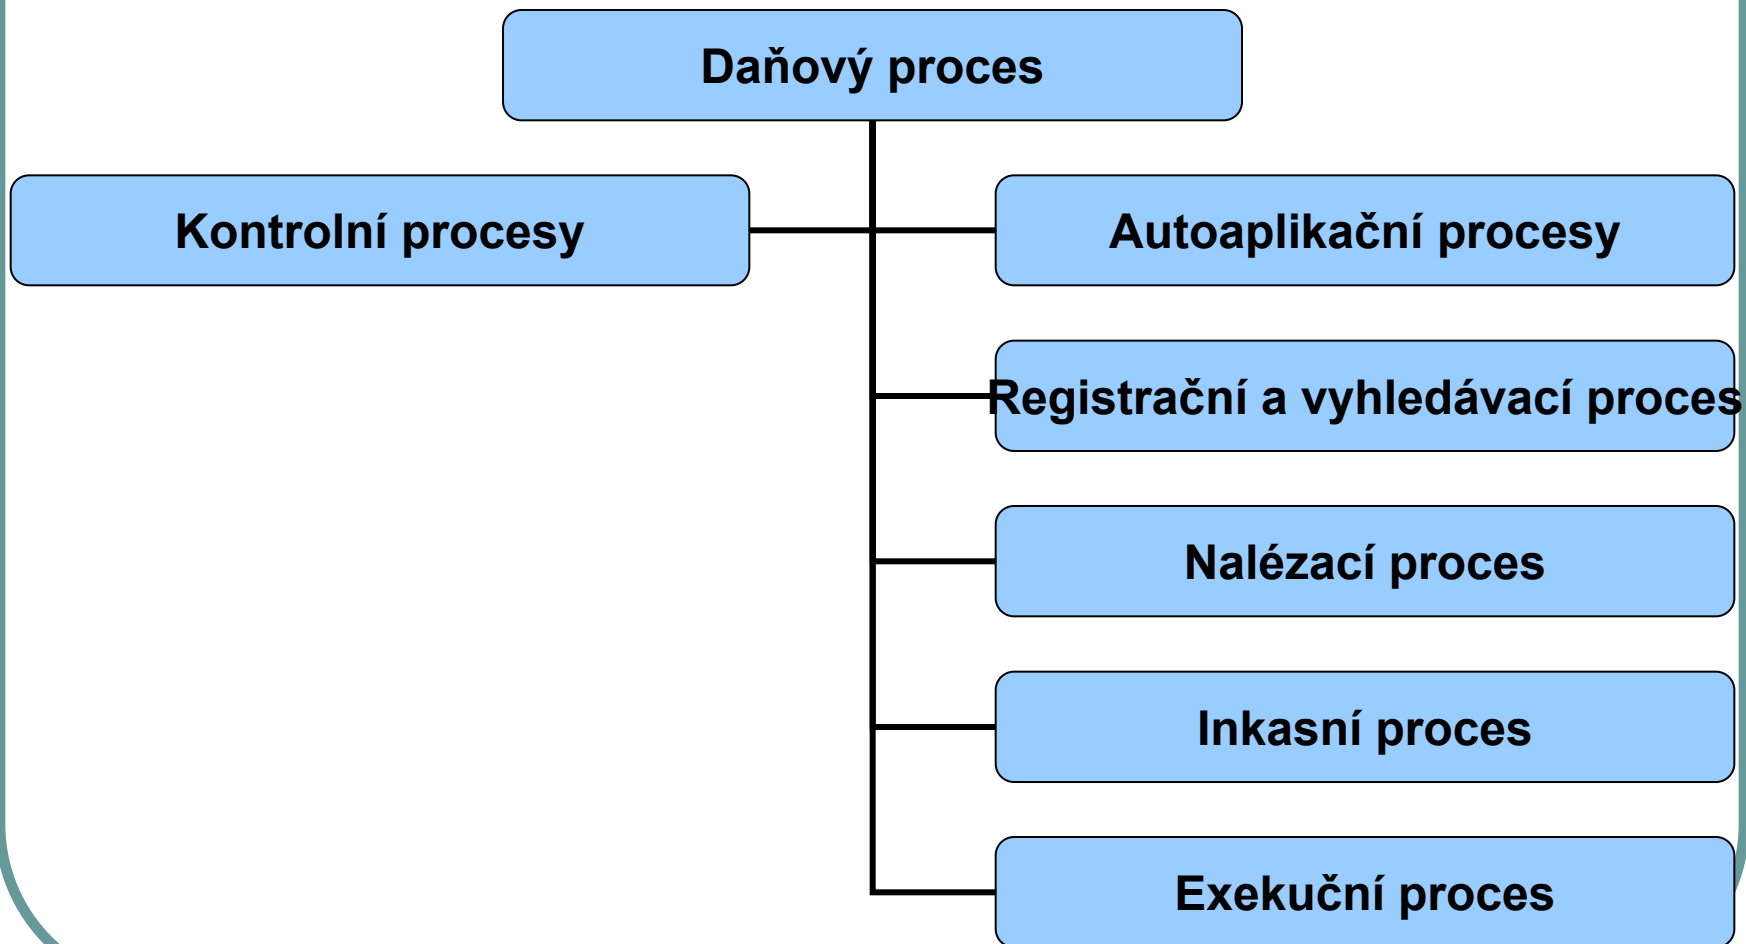 Daňový proces
Kontrolní procesy
Autoaplikační procesy
Registrační a vyhledávací proces
Nalézací proces
Inkasní proces
Exekuční proces